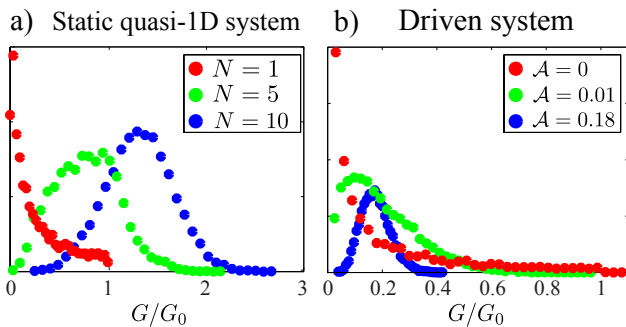 a) Static quasi-1D system
N = 1
N = 5
N = 10
0 1 2 3
G/G₀
b) Driven system
𝒜 = 0
𝒜 = 0.01
𝒜 = 0.18
0 0.2 0.4 0.6 0.8 1
G/G₀